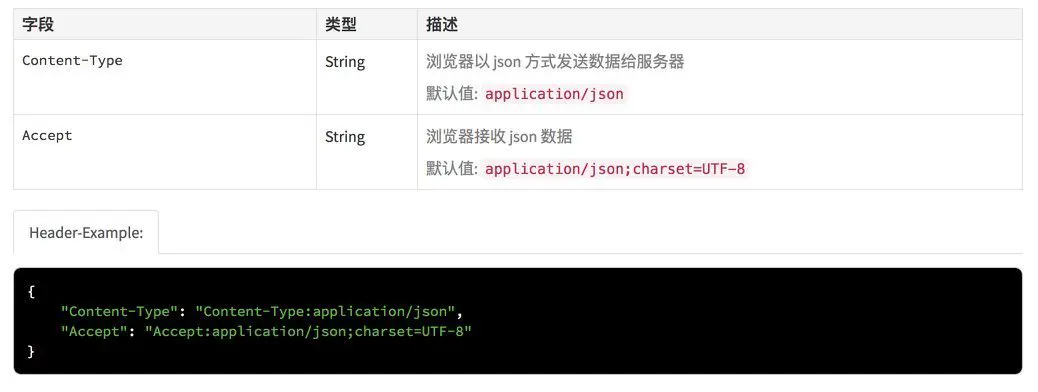 字段 类型 描述
Content-Type String 浏览器以 json 方式发送数据给服务器
默认值: application/json
Accept String 浏览器接收 json 数据
默认值: application/json;charset=UTF-8
Header-Example:
{
"Content-Type": "Content-Type:application/json",
"Accept": "Accept:application/json;charset=UTF-8"
}